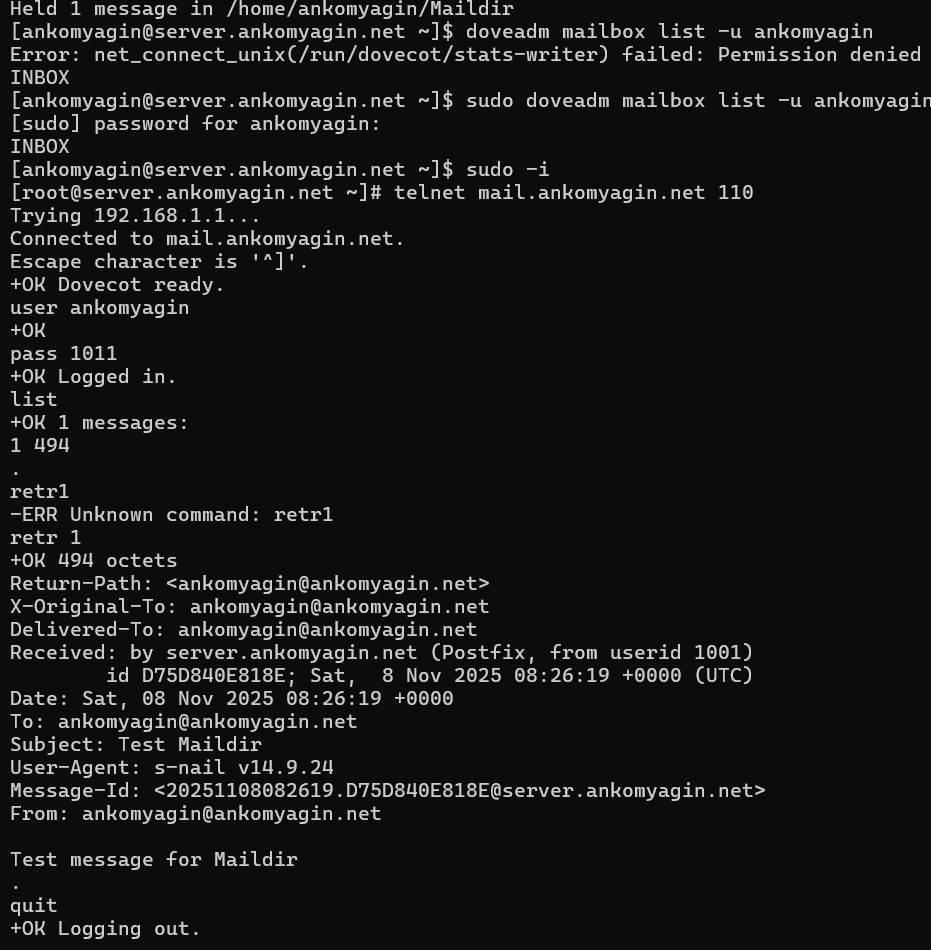 Held 1 message in /home/ankomyagin/Maildir
[ankomyagin@server.ankomyagin.net ~]$ doveadm mailbox list -u ankomyagin
Error: net_connect_unix(/run/dovecot/stats-writer) failed: Permission denied
INBOX
[ankomyagin@server.ankomyagin.net ~]$ sudo doveadm mailbox list -u ankomyagin
[sudo] password for ankomyagin:
INBOX
[ankomyagin@server.ankomyagin.net ~]$ sudo -i
[root@server.ankomyagin.net ~]# telnet mail.ankomyagin.net 110
Trying 192.168.1.1...
Connected to mail.ankomyagin.net.
Escape character is '^]'.
+OK Dovecot ready.
user ankomyagin
+OK
pass 1011
+OK Logged in.
list
+OK 1 messages:
1 494
.
retr1
-ERR Unknown command: retr1
retr 1
+OK 494 octets
Return-Path: <ankomyagin@ankomyagin.net>
X-Original-To: ankomyagin@ankomyagin.net
Delivered-To: ankomyagin@ankomyagin.net
Received: by server.ankomyagin.net (Postfix, from userid 1001)
        id D75D840E818E; Sat,  8 Nov 2025 08:26:19 +0000 (UTC)
Date: Sat, 08 Nov 2025 08:26:19 +0000
To: ankomyagin@ankomyagin.net
Subject: Test Maildir
User-Agent: s-nail v14.9.24
Message-Id: <20251108082619.D75D840E818E@server.ankomyagin.net>
From: ankomyagin@ankomyagin.net

Test message for Maildir
.
quit
+OK Logging out.